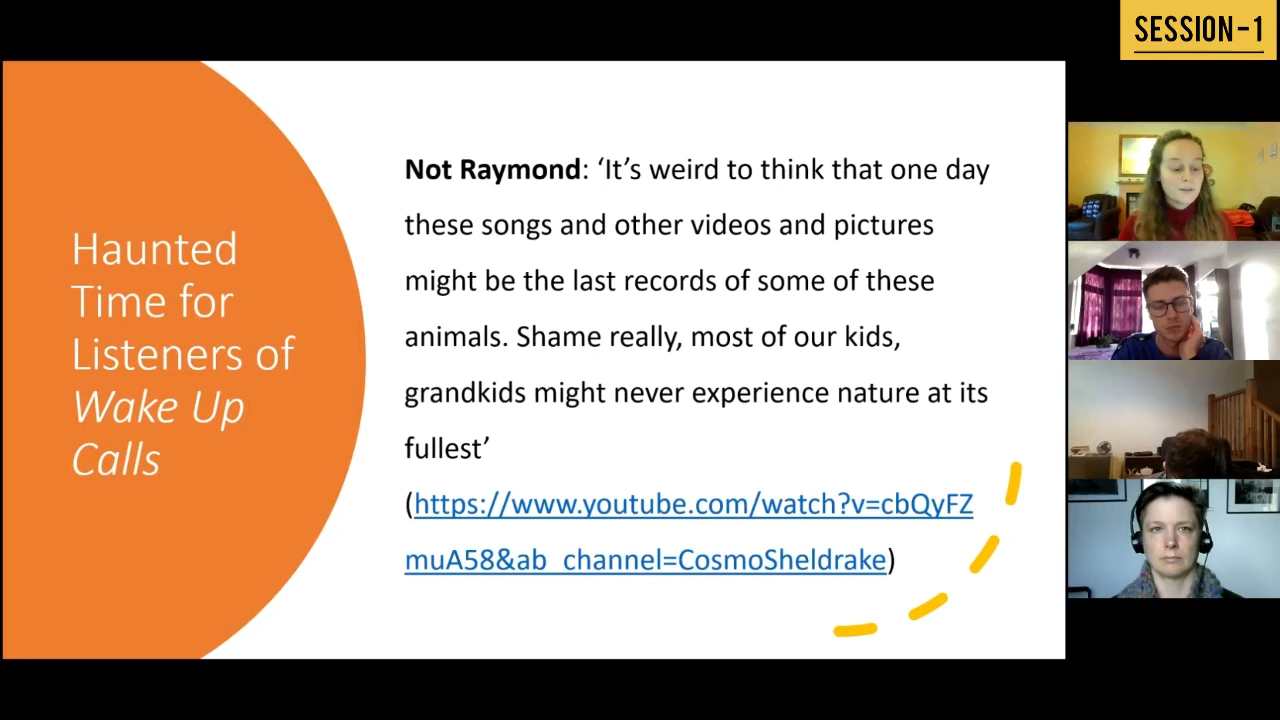 SESSION-1
Haunted
Time for
Listeners of
Wake Up
Calls
Not Raymond: ‘It’s weird to think that one day
these songs and other videos and pictures
might be the last records of some of these
animals. Shame really, most of our kids,
grandkids might never experience nature at its
fullest’
(https://www.youtube.com/watch?v=cbQyFZ
muA58&ab_channel=CosmoSheldrake)